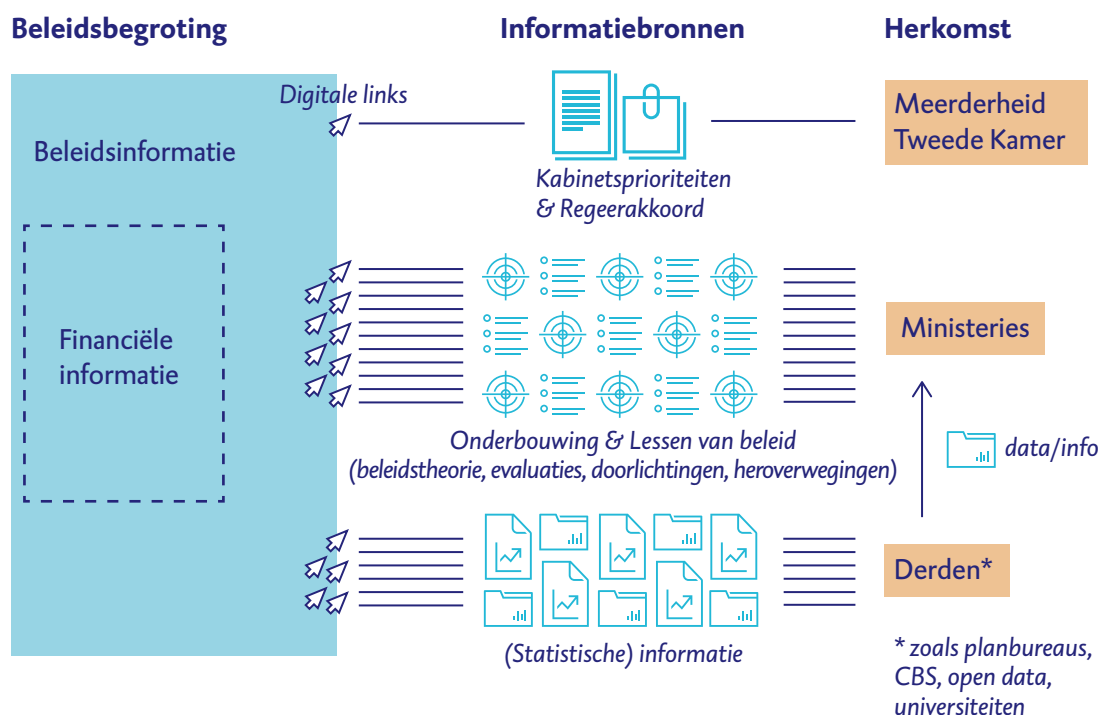 Beleidsbegroting
Informatiebronnen
Herkomst
Digitale links
Beleidsinformatie
Meerderheid
Tweede Kamer
Kabinetsprioriteiten
& Regeerakkoord
Financiële
informatie
Ministeries
Onderbouwing & Lessen van beleid
(beleidstheorie, evaluaties, doorlichtingen, heroverwegingen)
data/info
Derden*
(Statistische) informatie
* zoals planbureaus,
CBS, open data,
universiteiten